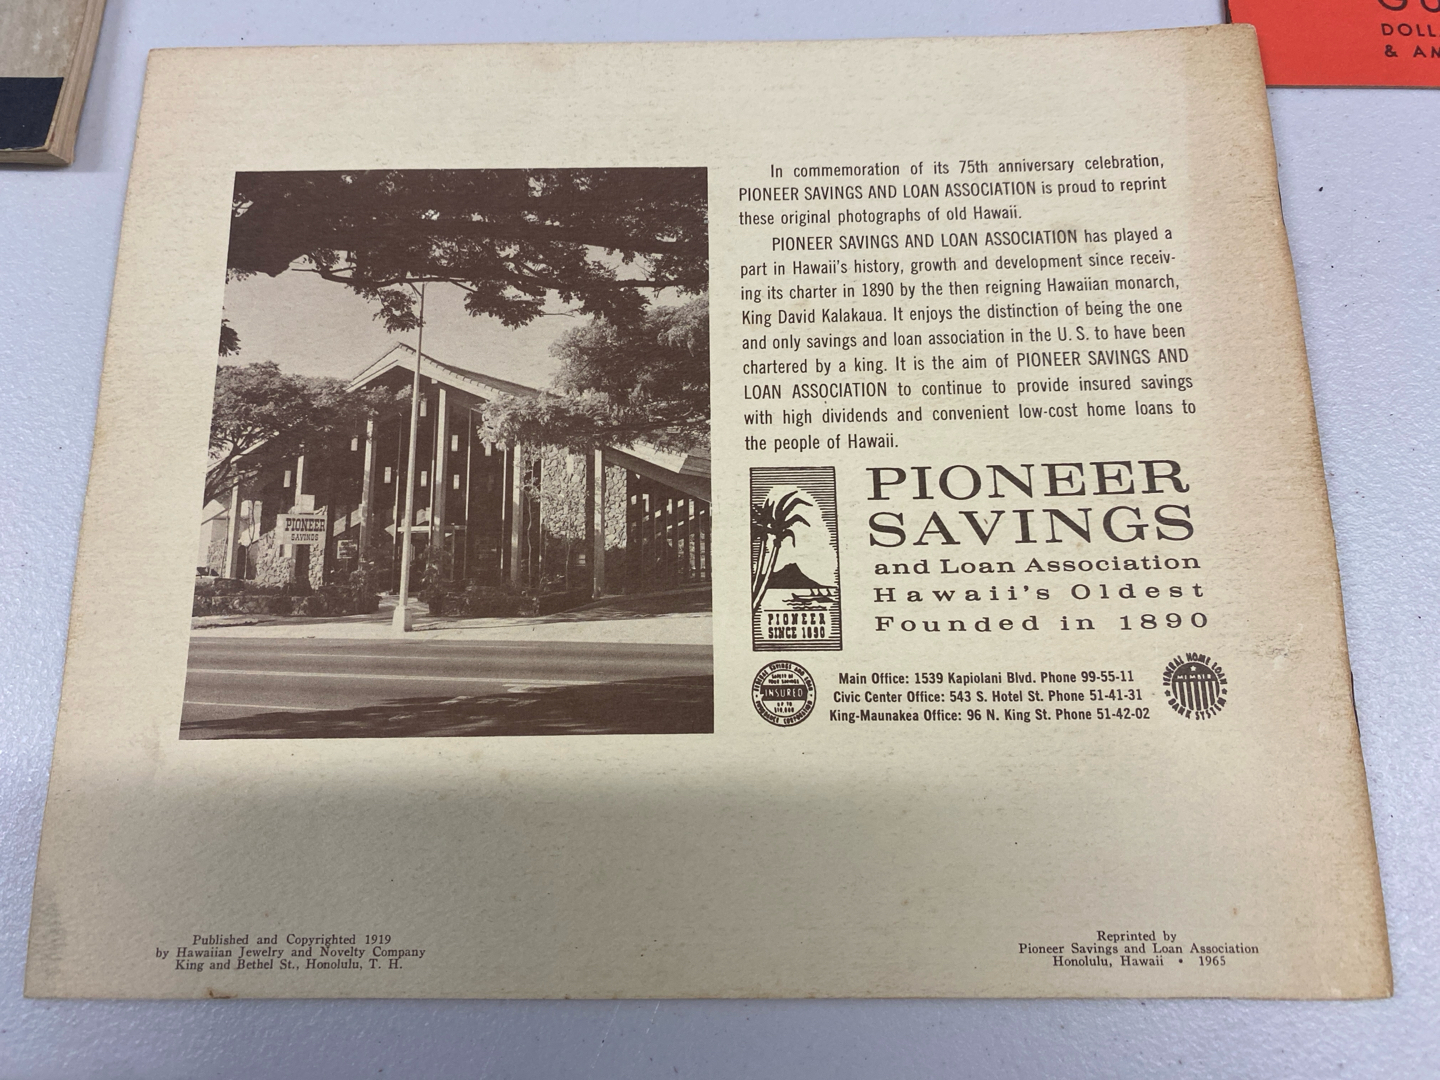 DOLL
& AN
In commemoration of its 75th anniversary celebration,
PIONEER SAVINGS AND LOAN ASSOCIATION is proud to reprint
these original photographs of old Hawaii.
PIONEER SAVINGS AND LOAN ASSOCIATION has played a
part in Hawaii's history, growth and development since receiv-
ing its charter in 1890 by the then reigning Hawaiian monarch,
King David Kalakaua. It enjoys the distinction of being the one
and only savings and loan association in the U. S. to have been
chartered by a king. It is the aim of PIONEER SAVINGS AND
LOAN ASSOCIATION to continue to provide insured savings
with high dividends and convenient low-cost home loans to
the people of Hawaii.
PIONEER
SAVINGS
PIONEER
SAVINGS
and Loan Association
Hawaii's Oldest
Founded in 1890
PIONEER
SINCE 1890
INSURED
Main Office: 1539 Kapiolani Blvd. Phone 99-55-11
Civic Center Office: 543 S. Hotel St. Phone 51-41-31
King-Maunakea Office: 96 N. King St. Phone 51-42-02
FEDERAL HOME LOAN
MEMBER
BANK SYSTEM
Published and Copyrighted 1919
by Hawaiian Jewelry and Novelty Company
King and Bethel St., Honolulu, T. H.
Reprinted by
Pioneer Savings and Loan Association
Honolulu, Hawaii • 1965